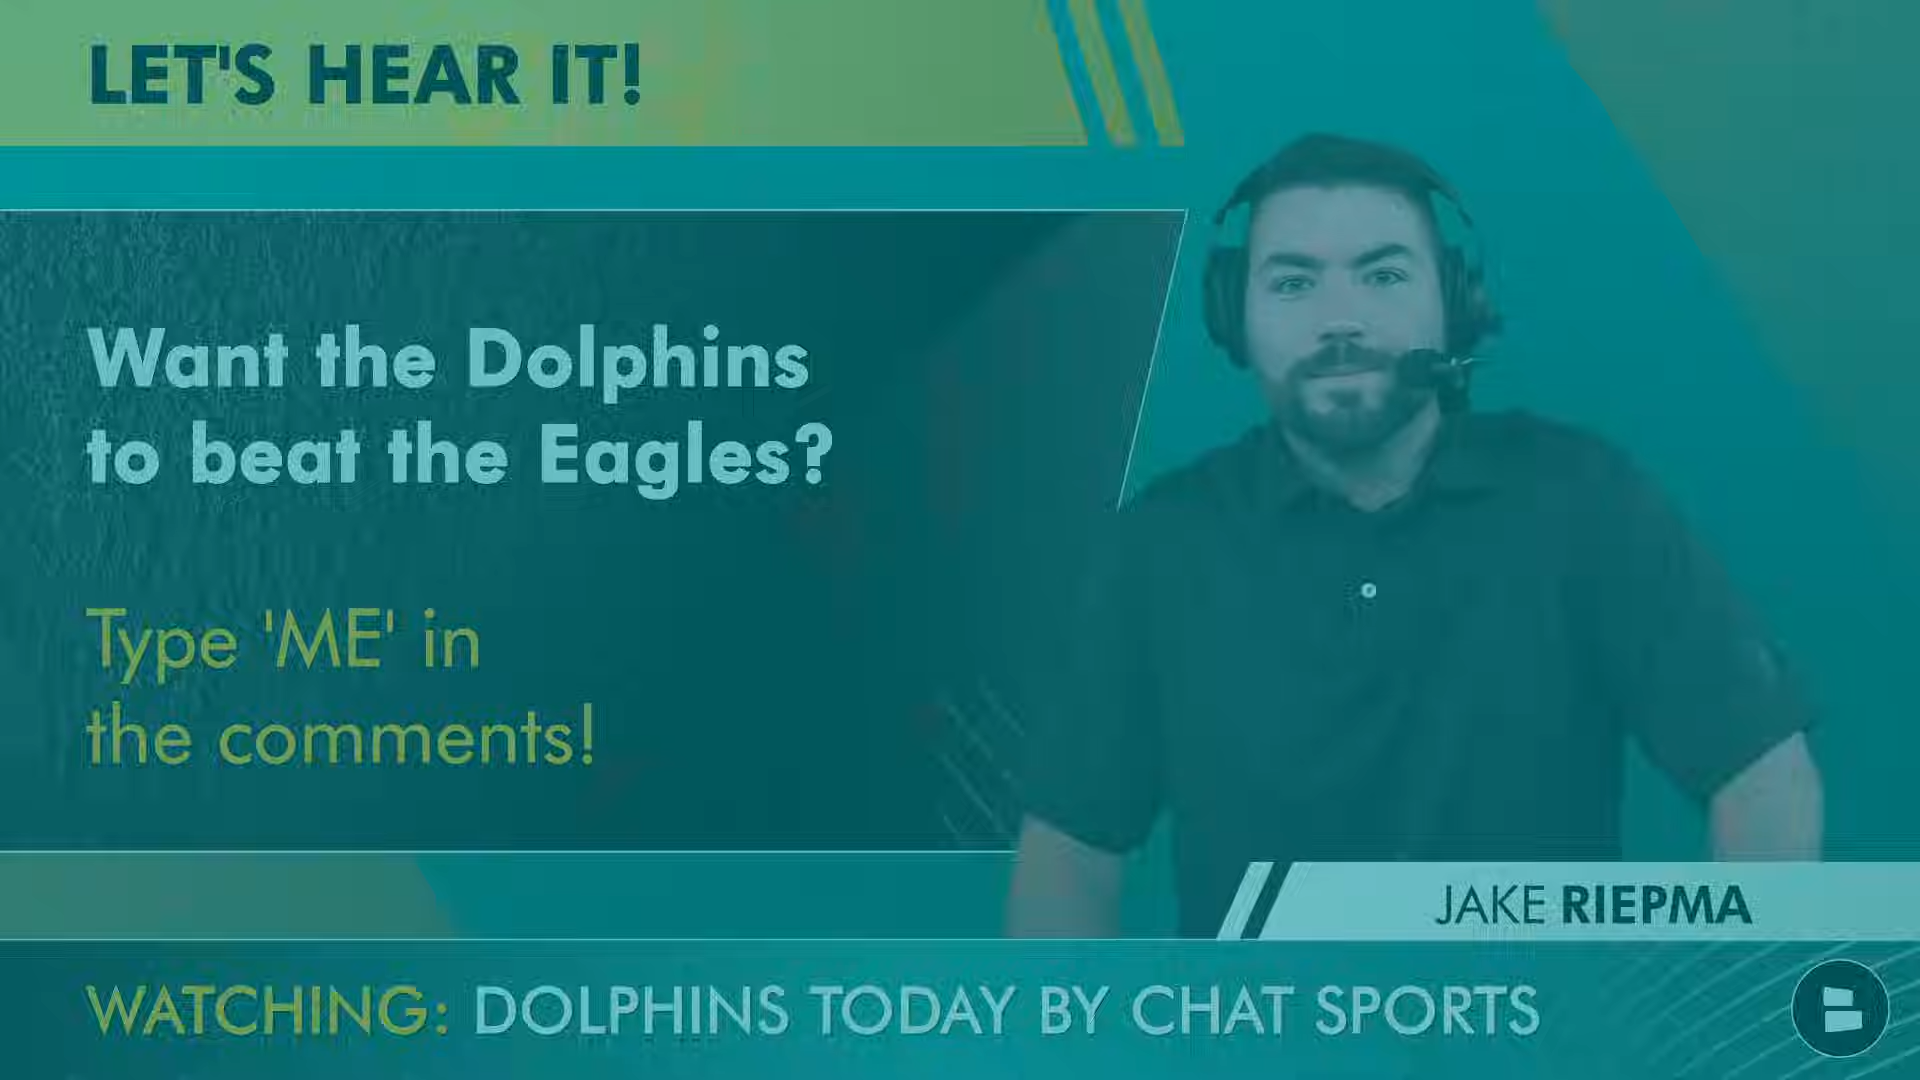 LET'S HEAR IT!
Want the Dolphins
to beat the Eagles?
Type 'ME' in
the comments!
JAKE RIEPMA
WATCHING: DOLPHINS TODAY BY CHAT SPORTS